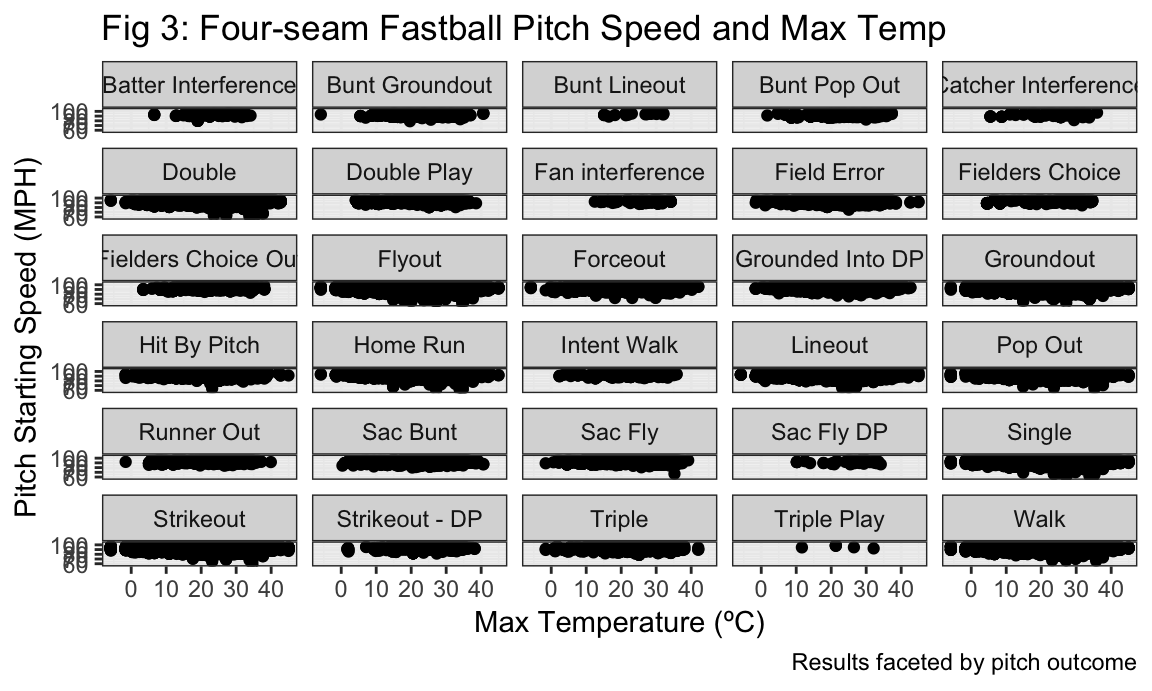 Fig 3: Four-seam Fastball Pitch Speed and Max Temp
Batter Interference
Bunt Groundout
Bunt Lineout
Bunt Pop Out
Catcher Interference
100
60
Double
Double Play
Fan interference
Field Error
Fielders Choice
100
60
Fielders Choice Ou
Flyout
Forceout
Grounded Into DP
Groundout
100
60
Hit By Pitch
Home Run
Intent Walk
Lineout
Pop Out
100
60
Runner Out
Sac Bunt
Sac Fly
Sac Fly DP
Single
100
60
Strikeout
Strikeout - DP
Triple
Triple Play
Walk
100
60
0 10 20 30 40
0 10 20 30 40
0 10 20 30 40
0 10 20 30 40
0 10 20 30 40
Pitch Starting Speed (MPH)
Max Temperature (ºC)
Results faceted by pitch outcome